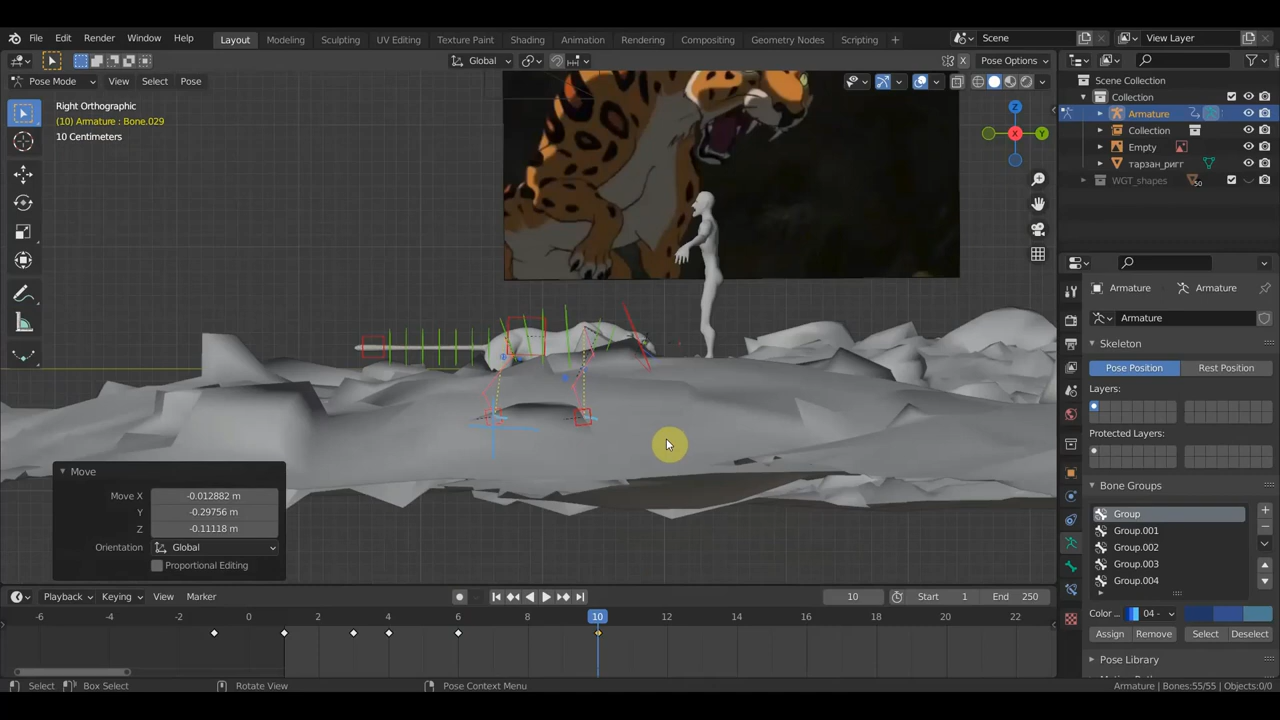 File Edit Render Window Help Layout Modeling Sculpting UV Editing Texture Paint Shading Animation Rendering Compositing Geometry Nodes Scripting + Scene View Layer
Pose Mode View Select Pose Global X Pose Options
Right Orthographic
(10) Armature : Bone.029
10 Centimeters
Z
X
Y
Scene Collection
Collection
Armature
Collection
Empty
тарзан_ригг
WGT_shapes 50
Armature Armature
Armature
Skeleton
Pose Position Rest Position
Layers:
Protected Layers:
Bone Groups
Group
Group.001
Group.002
Group.003
Group.004
Color ... 04 -
Assign Remove Select Deselect
Pose Library
Move
Move X -0.012882 m
Y -0.29756 m
Z -0.11118 m
Orientation Global
Proportional Editing
Playback Keying View Marker 10 Start 1 End 250
-6 -4 -2 0 2 4 6 8 10 12 14 16 18 20 22
Select Box Select Rotate View Pose Context Menu Armature | Bones:55/55 | Objects:0/0